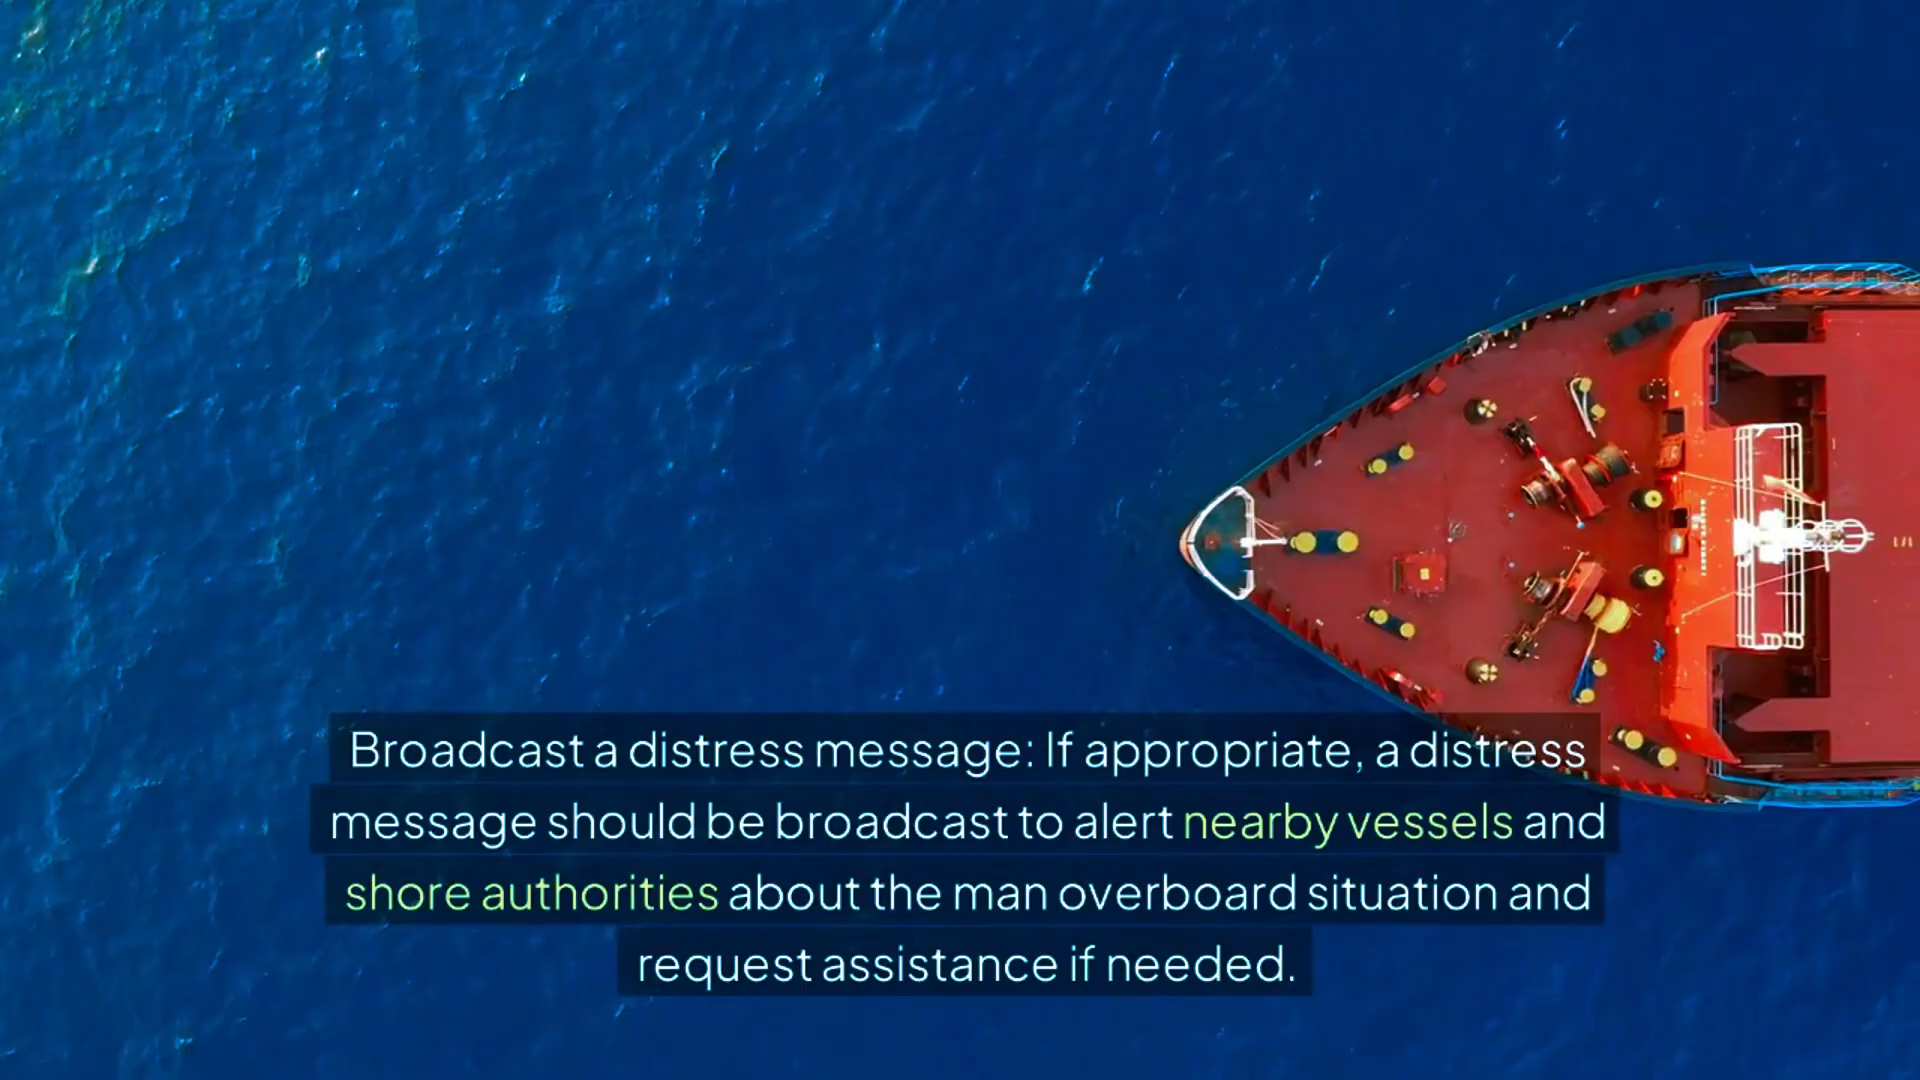 Broadcast a distress message: If appropriate, a distress
message should be broadcast to alert nearby vessels and
shore authorities about the man overboard situation and
request assistance if needed.